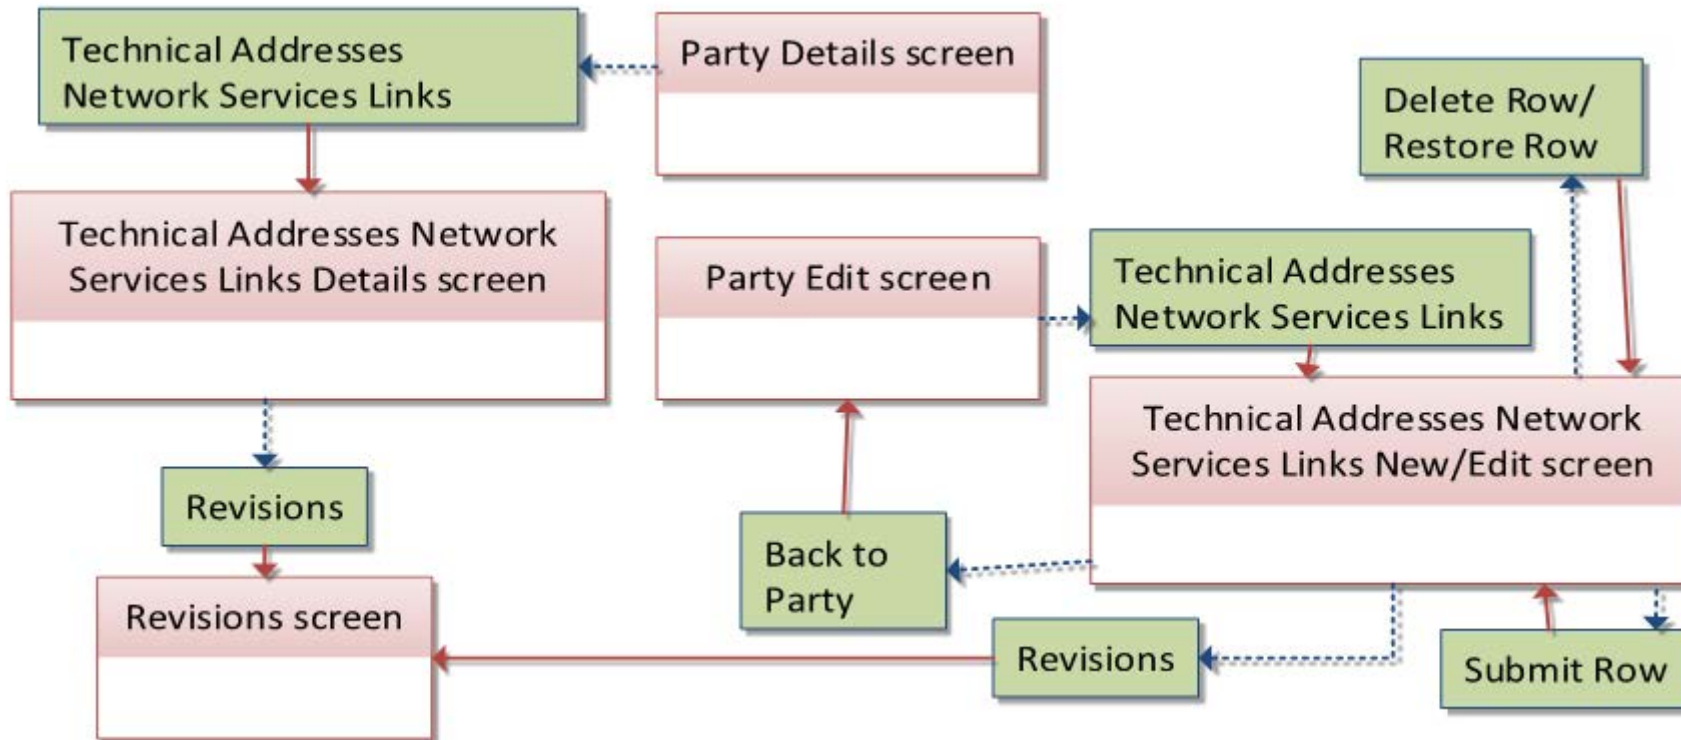 Technical Addresses
Network Services Links
Party Details screen
Delete Row/
Restore Row
Technical Addresses Network
Services Links Details screen
Party Edit screen
Technical Addresses
Network Services Links
Technical Addresses Network
Services Links New/Edit screen
Revisions
Back to
Party
Revisions screen
Revisions
Submit Row